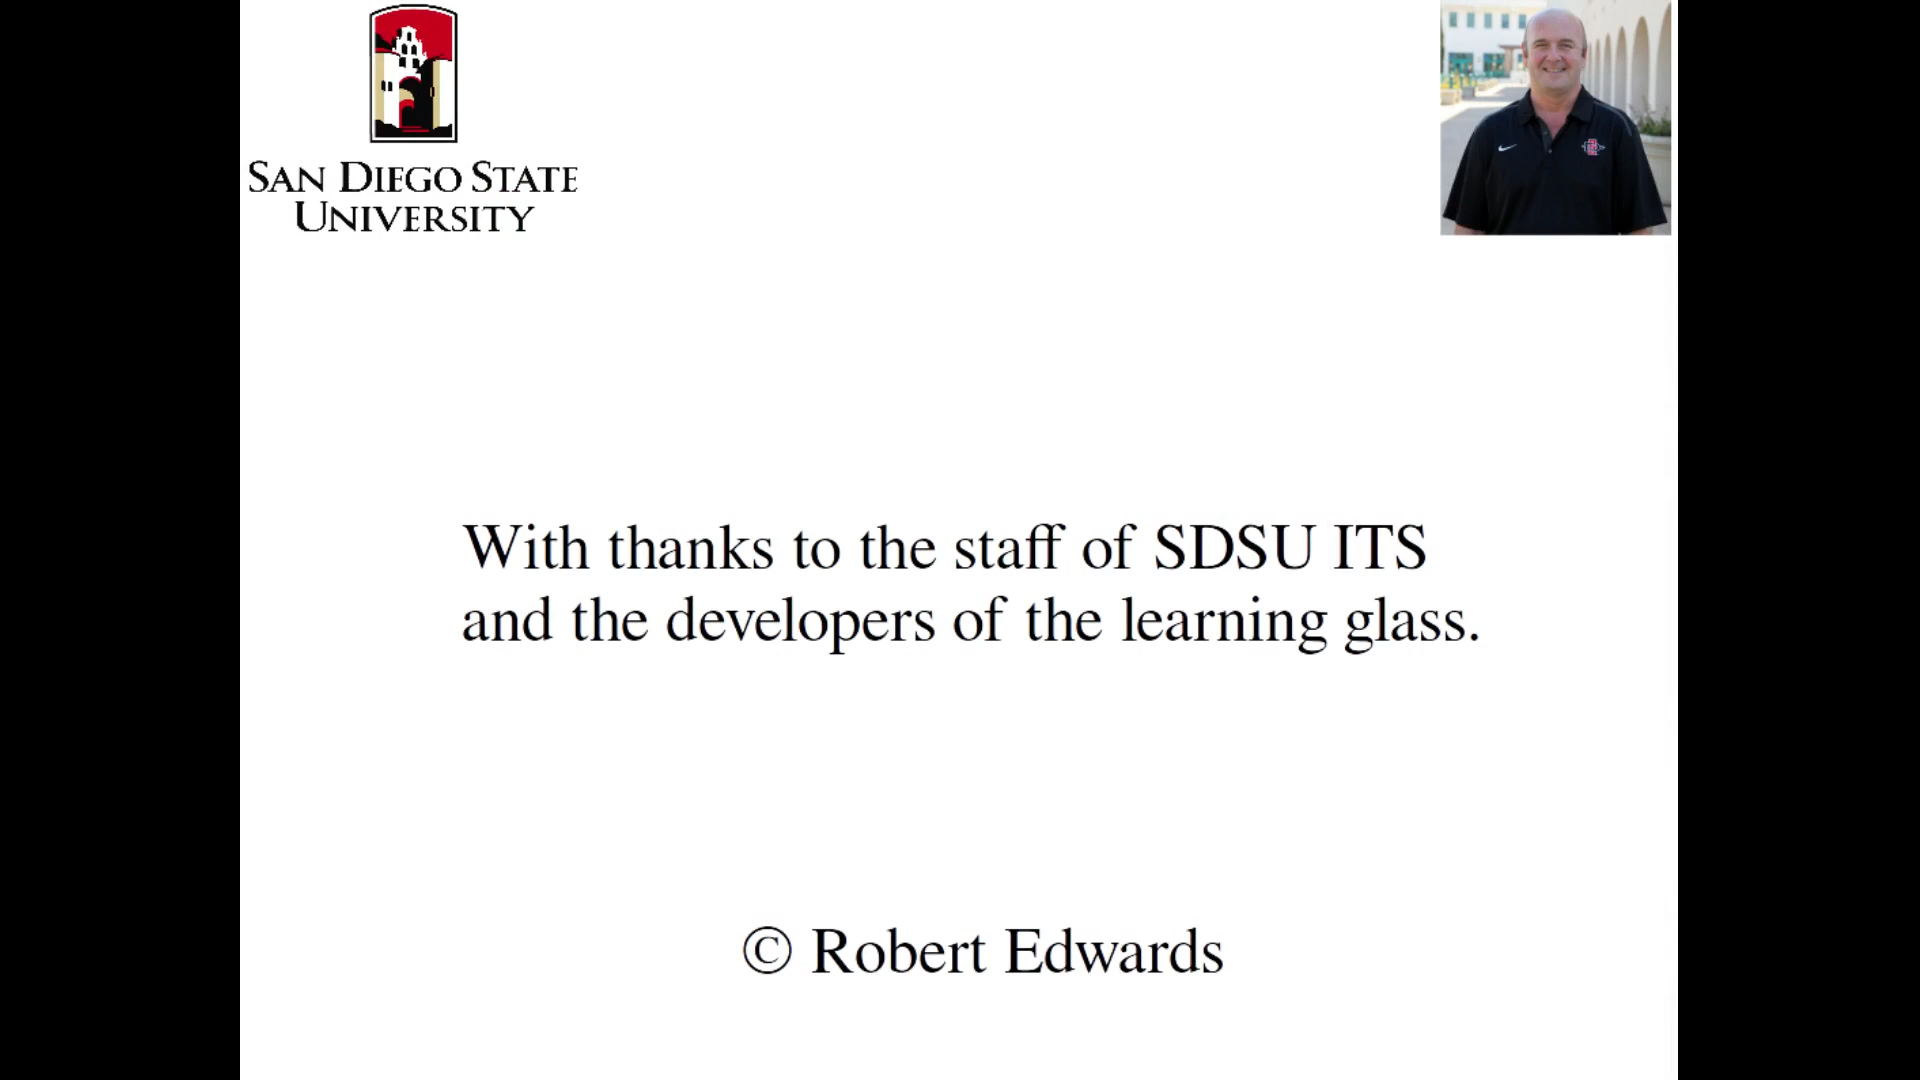 SAN DIEGO STATE
UNIVERSITY
With thanks to the staff of SDSU ITS
and the developers of the learning glass.
© Robert Edwards